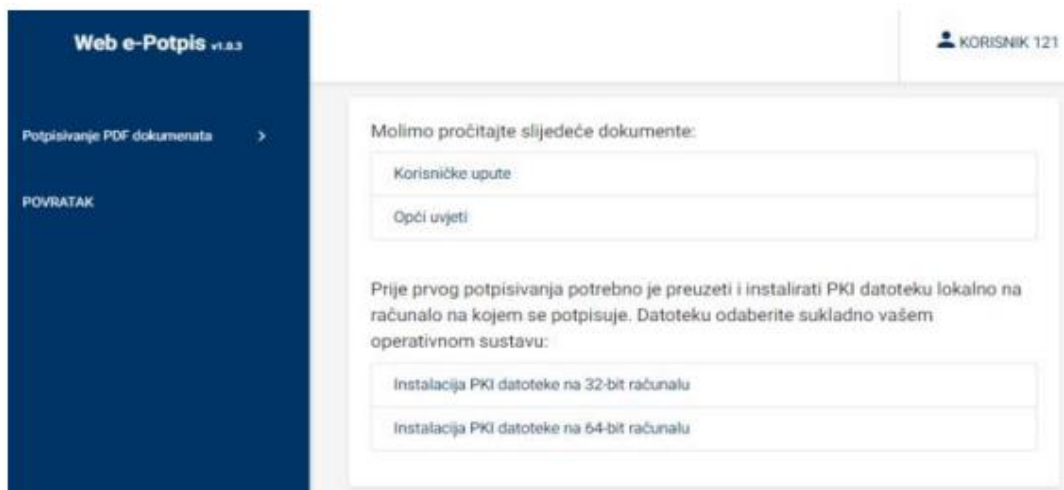 Web e-Potpis v1.0.3
KORISNIK 121
Potpisivanje PDF dokumenata >
POVRATAK
Molimo pročitajte slijedeće dokumente:
Korisničke upute
Opći uvjeti
Prije prvog potpisivanja potrebno je preuzeti i instalirati PKI datoteku lokalno na
računalo na kojem se potpisuje. Datoteku odaberite sukladno vašem
operativnom sustavu:
Instalacija PKI datoteke na 32-bit računalu
Instalacija PKI datoteke na 64-bit računalu